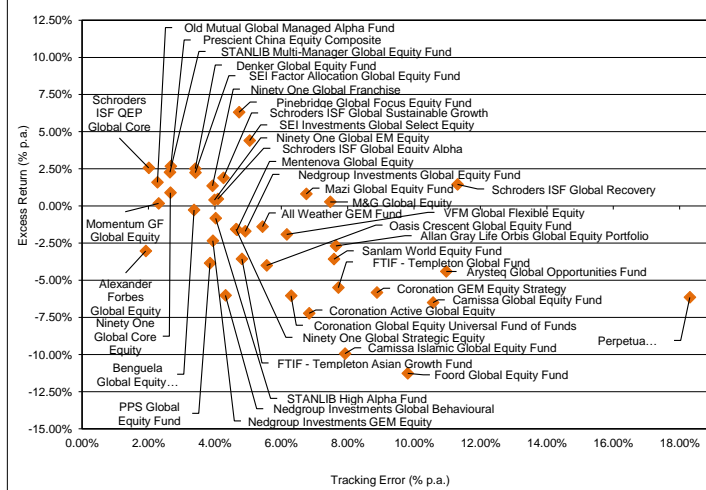 12.50%
Old Mutual Global Managed Alpha Fund
Prescient China Equity Composite
10.00%
STANLIB Multi-Manager Global Equity Fund
Denker Global Equity Fund
SEI Factor Allocation Global Equity Fund
7.50%
Ninety One Global Franchise
Schroders
ISF QEP
Global Core
Pinebridge Global Focus Equity Fund
Schroders ISF Global Sustainable Growth
5.00%
SEI Investments Global Select Equity
Ninety One Global EM Equity
Schroders ISF Global Equity Alpha
Mentenova Global Equity
2.50%
Nedgroup Investments Global Equity Fund
Mazi Global Equity Fund
Schroders ISF Global Recovery
0.00%
M&G Global Equity
All Weather GEM Fund
VFM Global Flexible Equity
Momentum GF
Global Equity
Oasis Crescent Global Equity Fund
Allan Gray Life Orbis Global Equity Portfolio
-2.50%
Sanlam World Equity Fund
FTIF - Templeton Global Fund
Arysteq Global Opportunities Fund
-5.00%
Alexander
Forbes
Global Equity
Coronation GEM Equity Strategy
Camissa Global Equity Fund
Coronation Active Global Equity
-7.50%
Ninety One
Global Core
Equity
Coronation Global Equity Universal Fund of Funds
Ninety One Global Strategic Equity
Camissa Islamic Global Equity Fund
Perpetua...
-10.00%
Benguela
Global Equity...
FTIF - Templeton Asian Growth Fund
Foord Global Equity Fund
-12.50%
STANLIB High Alpha Fund
PPS Global
Equity Fund
Nedgroup Investments Global Behavioural
Nedgroup Investments GEM Equity
-15.00%
0.00% 2.00% 4.00% 6.00% 8.00% 10.00% 12.00% 14.00% 16.00% 18.00%
Tracking Error (% p.a.)
Excess Return (% p.a.)